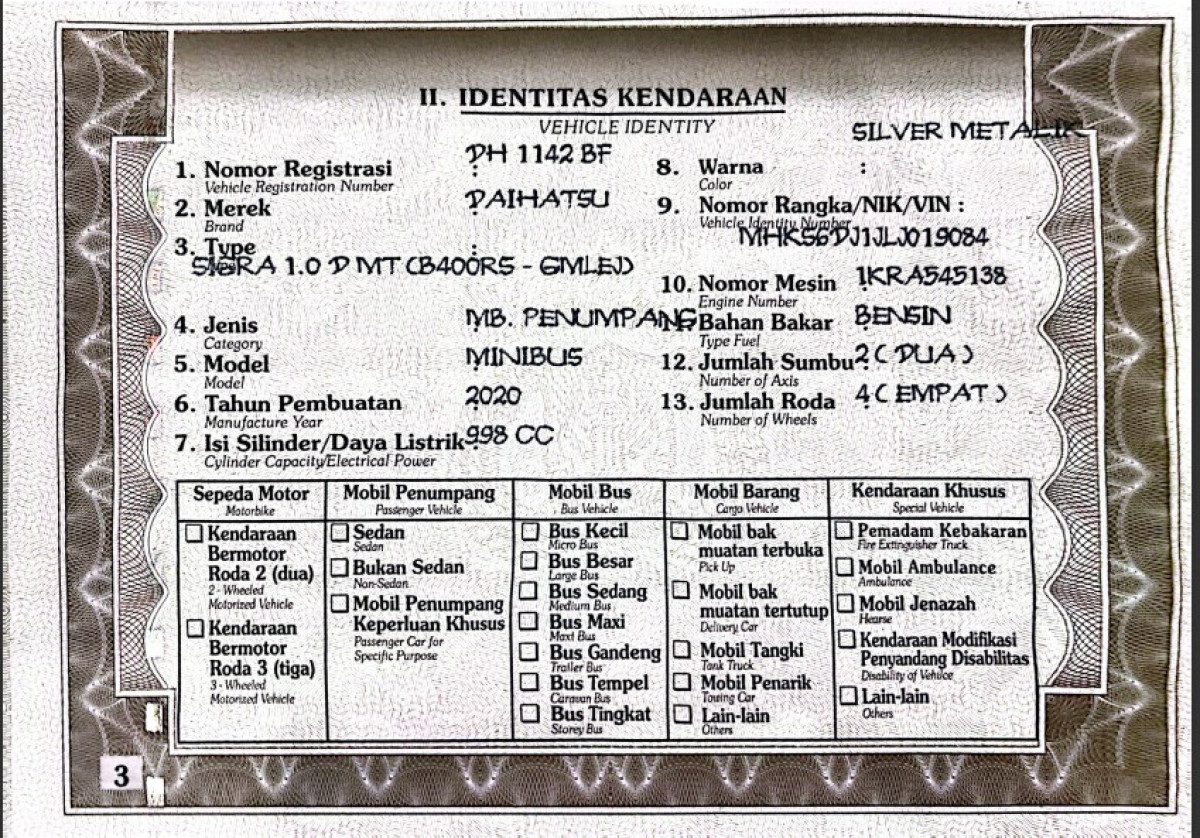 II. IDENTITAS KENDARAAN
VEHICLE IDENTITY
1. Nomor Registrasi : DH 1142 BF
Vehicle Registration Number
2. Merek : DAIHATSU
Brand
3. Type :
SIGRA 1.0 D MT (B400RS - GMLEJ)
4. Jenis : MB. PENUMPANG
Category
5. Model : MINIBUS
Model
6. Tahun Pembuatan : 2020
Manufacture Year
7. Isi Silinder/Daya Listrik : 998 CC
Cylinder Capacity/Electrical Power
SILVER METALIK
8. Warna :
Color
9. Nomor Rangka/NIK/VIN :
Vehicle Identity Number
MHKS6DJ1JLJ019084
10. Nomor Mesin : 1KRA545138
Engine Number
Bahan Bakar : BENSIN
Type Fuel
12. Jumlah Sumbu : 2 ( DUA )
Number of Axis
13. Jumlah Roda : 4 ( EMPAT )
Number of Wheels
Sepeda Motor
Motorbike
Kendaraan
Bermotor
Roda 2 (dua)
2 - Wheeled
Motorized Vehicle
Kendaraan
Bermotor
Roda 3 (tiga)
3 - Wheeled
Motorized Vehicle
Mobil Penumpang
Passenger Vehicle
Sedan
Sedan
Bukan Sedan
Non-Sedan
Mobil Penumpang
Keperluan Khusus
Passenger Car for
Specific Purpose
Mobil Bus
Bus Vehicle
Bus Kecil
Micro Bus
Bus Besar
Large Bus
Bus Sedang
Medium Bus
Bus Maxi
Maxi Bus
Bus Gandeng
Trailer Bus
Bus Tempel
Caravan Bus
Bus Tingkat
Storey Bus
Mobil Barang
Cargo Vehicle
Mobil bak
muatan terbuka
Pick Up
Mobil bak
muatan tertutup
Delivery Car
Mobil Tangki
Tank Truck
Mobil Penarik
Towing Car
Lain-lain
Others
Kendaraan Khusus
Special Vehicle
Pemadam Kebakaran
Fire Extinguisher Truck
Mobil Ambulance
Ambulance
Mobil Jenazah
Hearse
Kendaraan Modifikasi
Penyandang Disabilitas
Disability of Vehilce
Lain-lain
Others
3